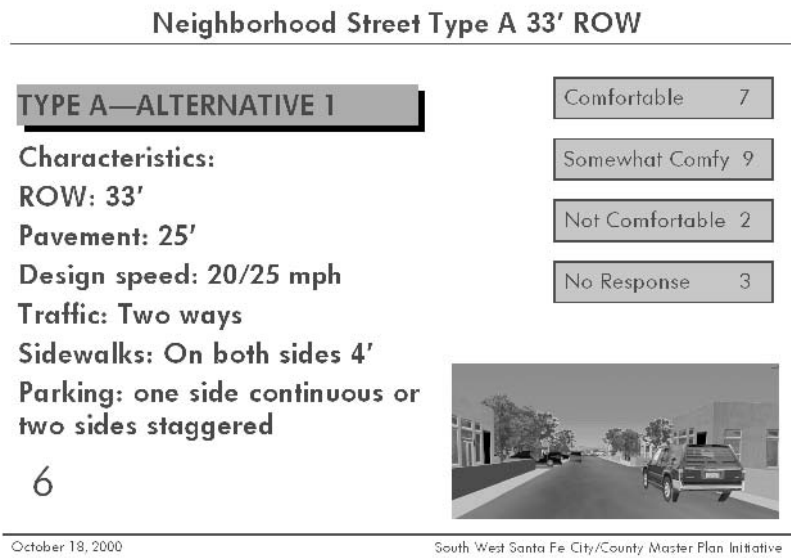 Neighborhood Street Type A 33' ROW
TYPE A—ALTERNATIVE 1
Characteristics:
ROW: 33'
Pavement: 25'
Design speed: 20/25 mph
Traffic: Two ways
Sidewalks: On both sides 4'
Parking: one side continuous or
two sides staggered
6
Comfortable 7
Somewhat Comfy 9
Not Comfortable 2
No Response 3
October 18, 2000
South West Santa Fe City/County Master Plan Initiative